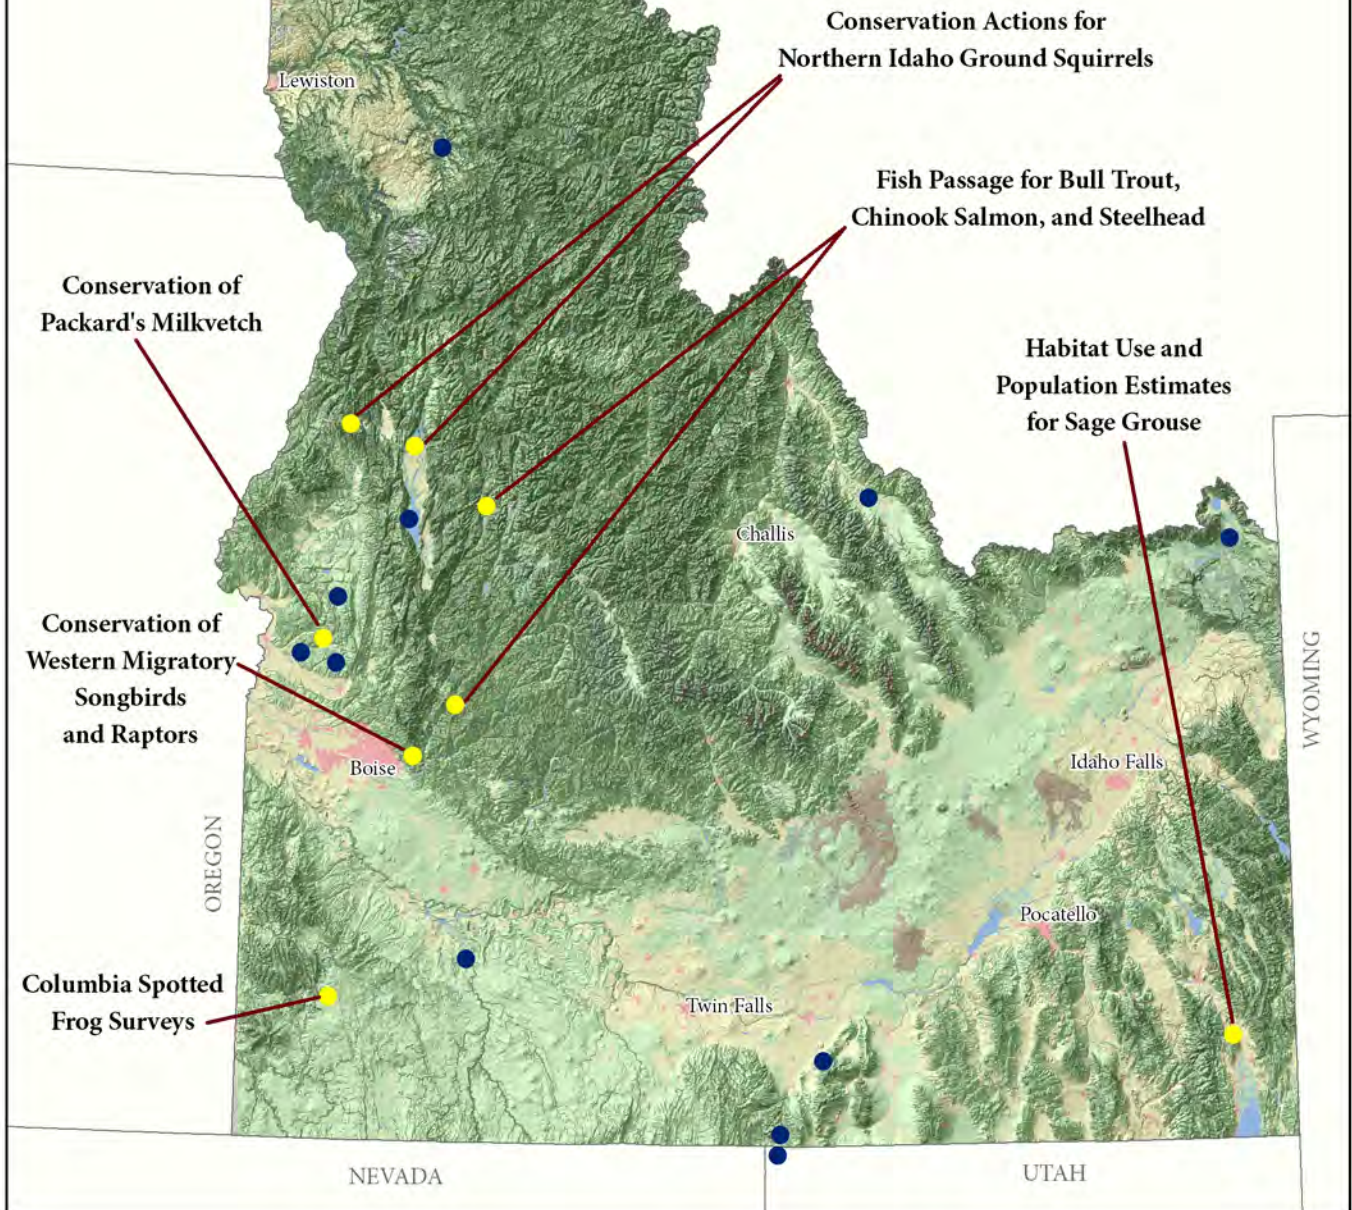 Conservation Actions for
Northern Idaho Ground Squirrels
Lewiston
Fish Passage for Bull Trout,
Chinook Salmon, and Steelhead
Conservation of
Packard's Milkvetch
Habitat Use and
Population Estimates
for Sage Grouse
Challis
Conservation of
Western Migratory
Songbirds
and Raptors
WYOMING
Boise
Idaho Falls
OREGON
Pocatello
Columbia Spotted
Frog Surveys
Twin Falls
NEVADA
UTAH